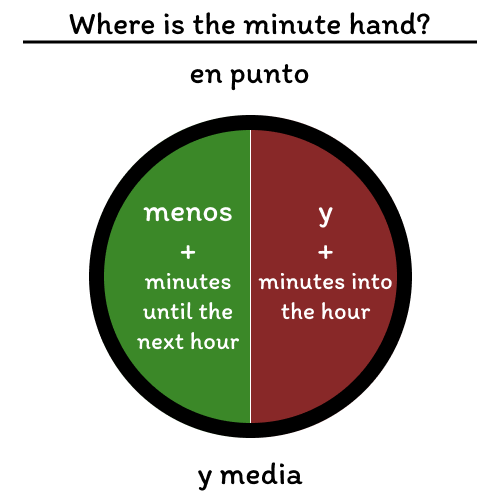 Where is the minute hand?
en punto
menos
+
minutes
until the
next hour
y
+
minutes into
the hour
y media